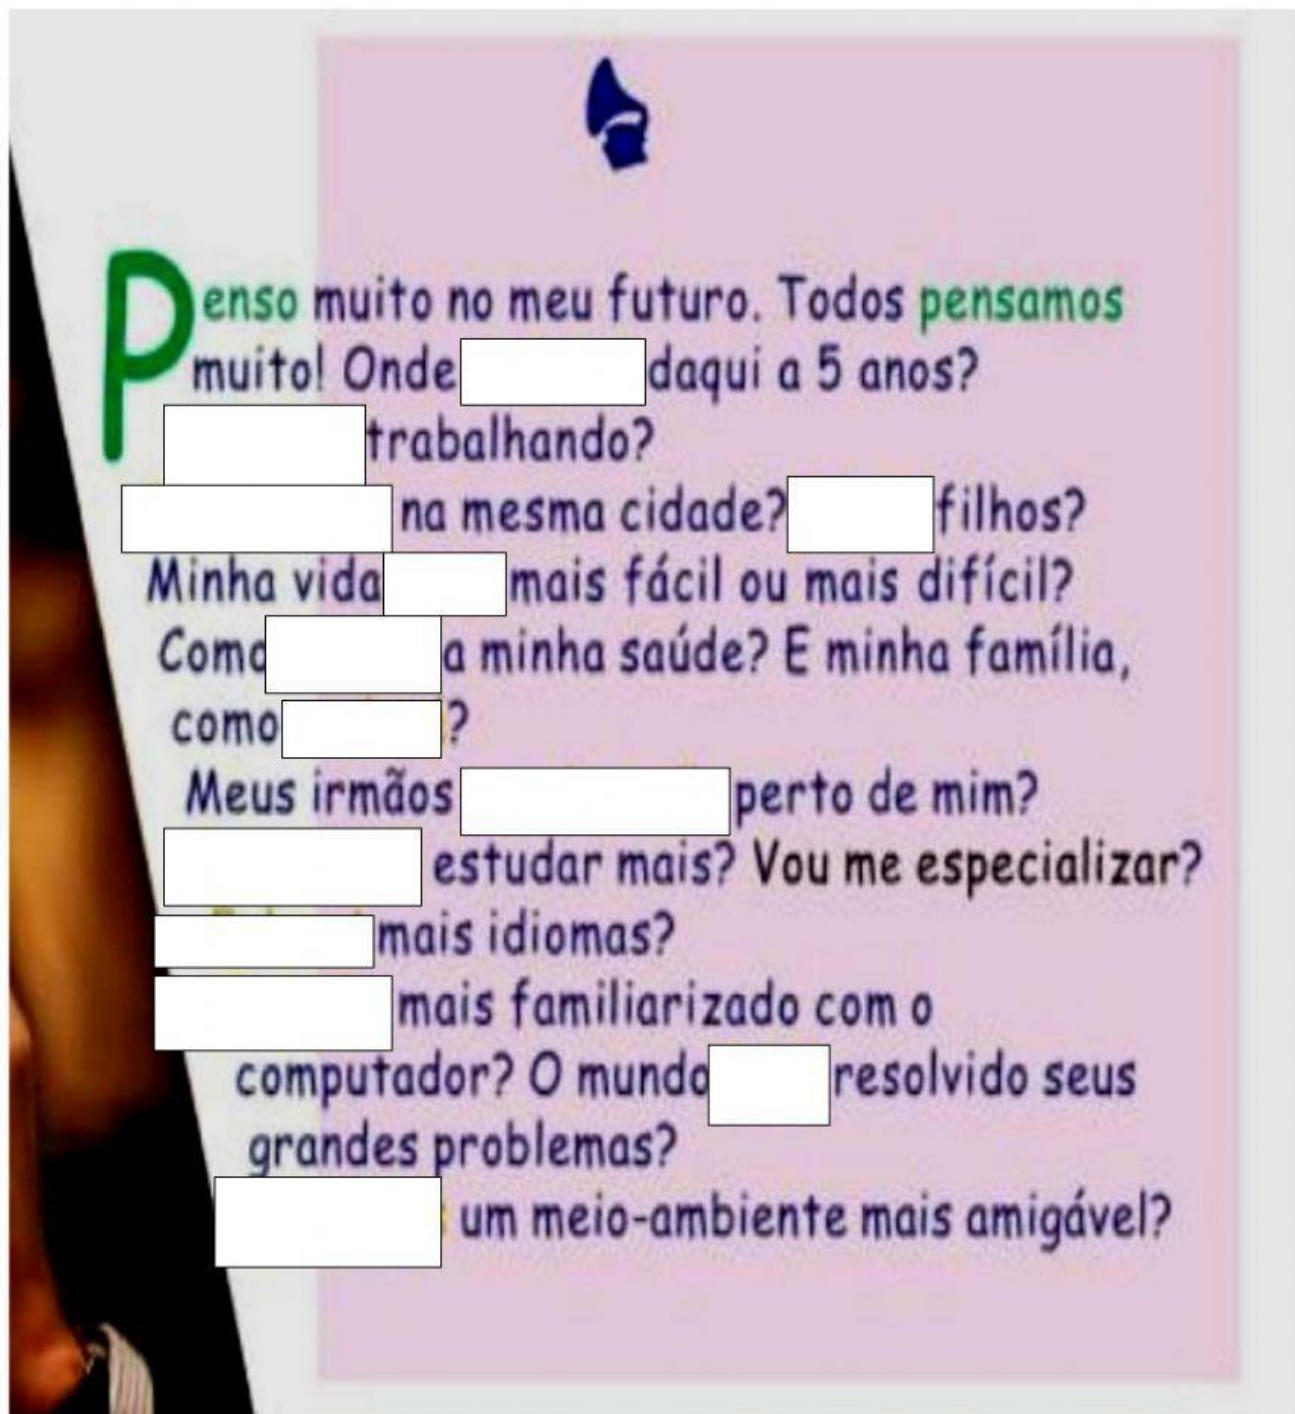 Penso muito no meu futuro. Todos pensamos
muito! Onde daqui a 5 anos?
trabalhando?
na mesma cidade? filhos?
Minha vida mais fácil ou mais difícil?
Como a minha saúde? E minha família,
como ?
Meus irmãos perto de mim?
estudar mais? Vou me especializar?
mais idiomas?
mais familiarizado com o
computador? O mundo resolvido seus
grandes problemas?
um meio-ambiente mais amigável?